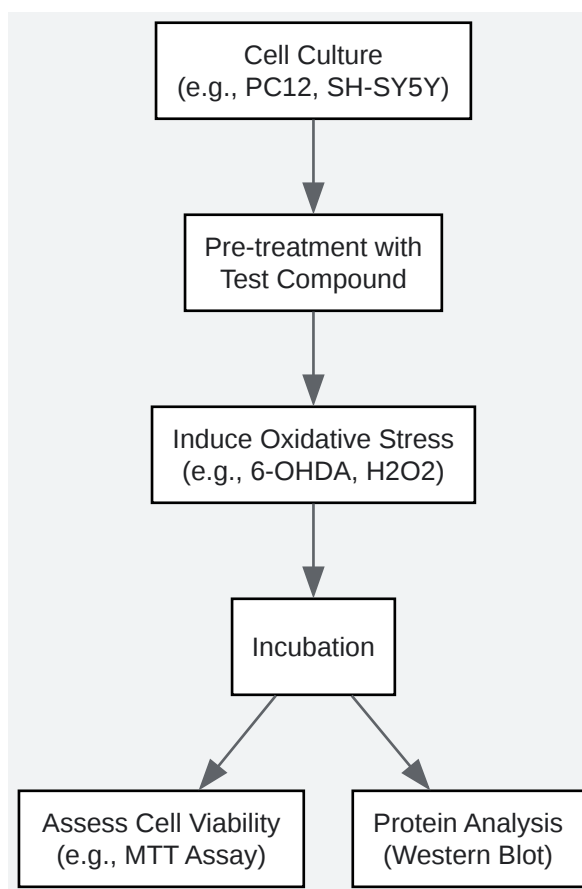 Cell Culture
(e.g., PC12, SH-SY5Y)
Pre-treatment with
Test Compound
Induce Oxidative Stress
(e.g., 6-OHDA, H2O2)
Incubation
Assess Cell Viability
(e.g., MTT Assay)
Protein Analysis
(Western Blot)